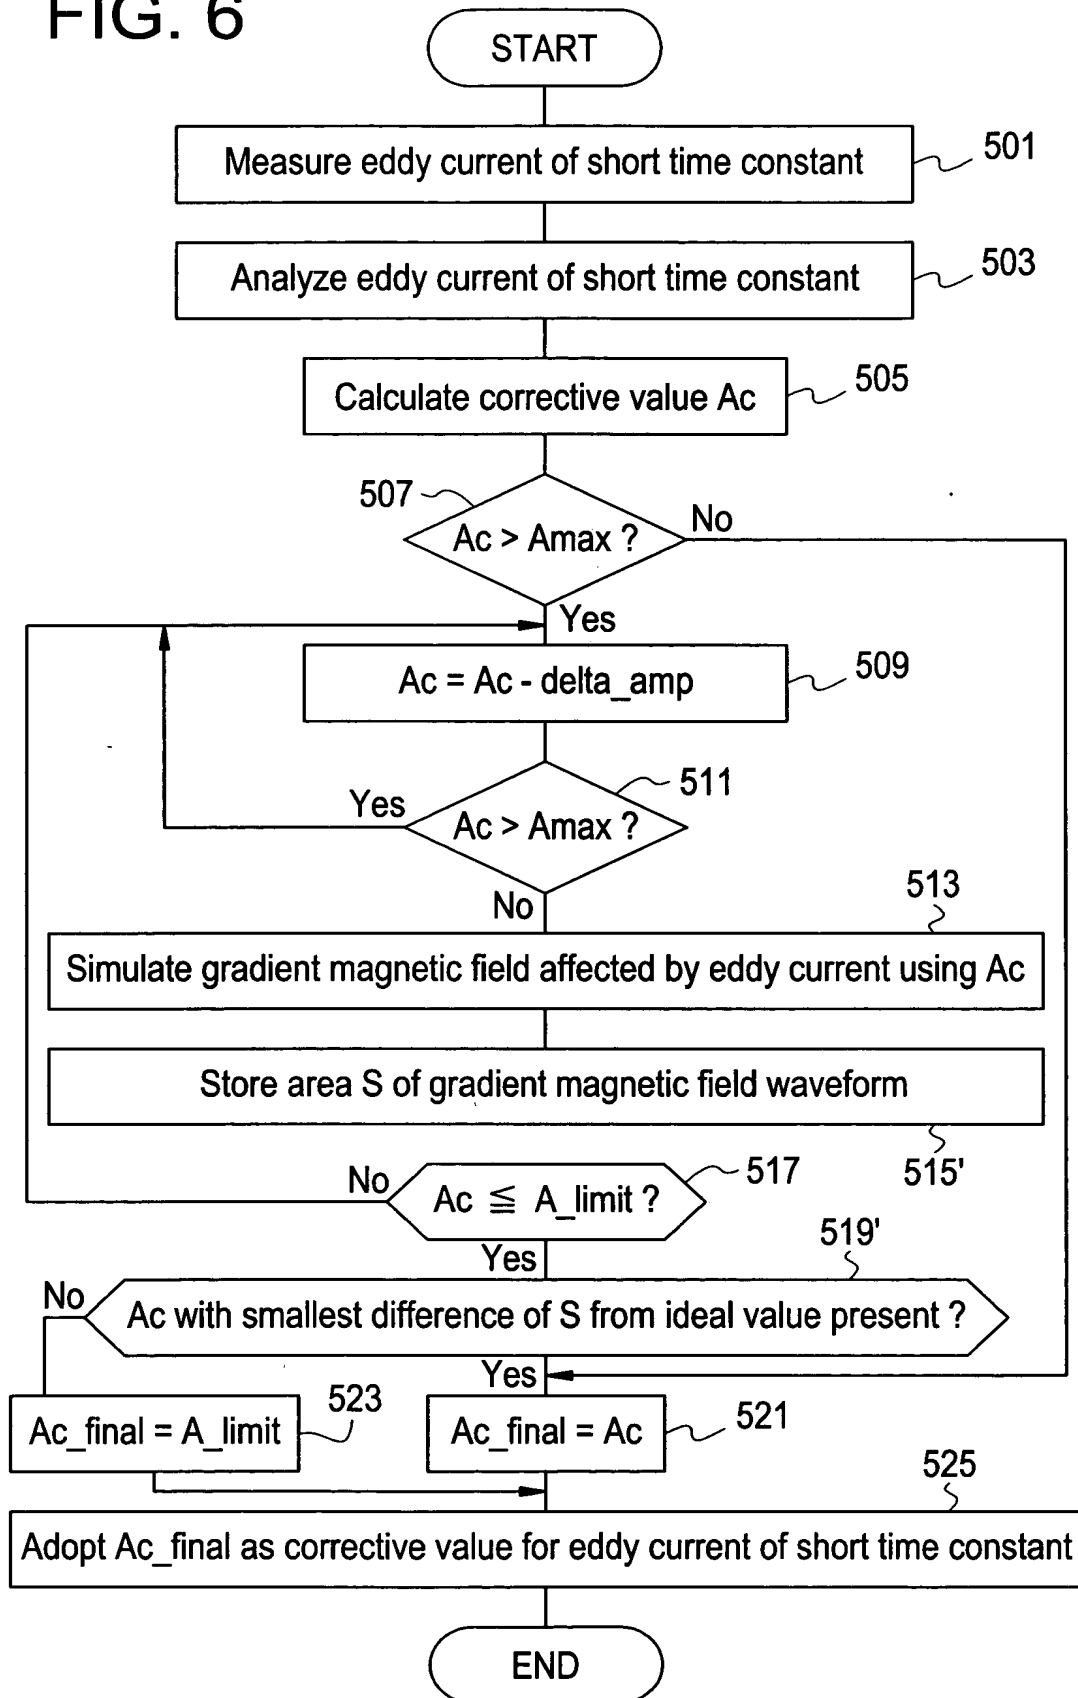 FIG. 6
START
Measure eddy current of short time constant
501
Analyze eddy current of short time constant
503
Calculate corrective value Ac
505
507
Ac > Amax ?
No
Yes
Ac = Ac - delta_amp
509
511
Yes
Ac > Amax ?
No
513
Simulate gradient magnetic field affected by eddy current using Ac
Store area S of gradient magnetic field waveform
515'
No
Ac ≦ A_limit ?
517
Yes
519'
No
Ac with smallest difference of S from ideal value present ?
Yes
Ac_final = A_limit
523
Ac_final = Ac
521
525
Adopt Ac_final as corrective value for eddy current of short time constant
END